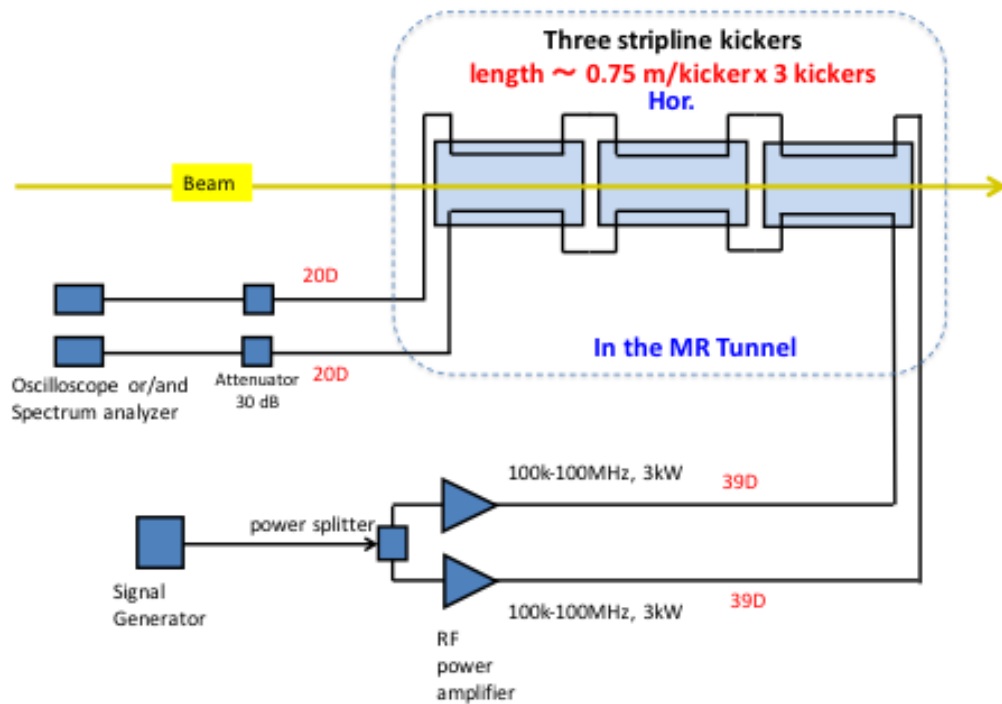 Three stripline kickers
length ～ 0.75 m/kicker x 3 kickers
Hor.
Beam
20D
20D
In the MR Tunnel
Oscilloscope or/and
Spectrum analyzer
Attenuator
30 dB
100k-100MHz, 3kW
39D
power splitter
Signal
Generator
100k-100MHz, 3kW
39D
RF
power
amplifier